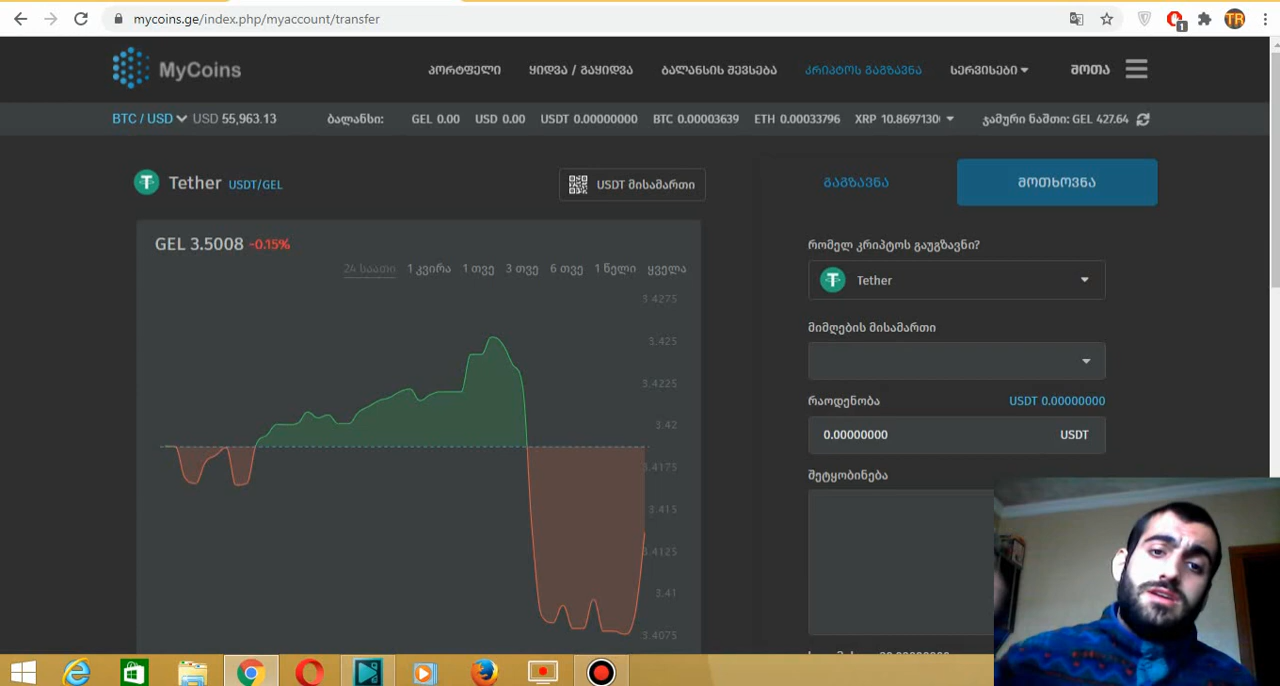 mycoins.ge/index.php/myaccount/transfer
1
TR
MyCoins
პორტფელი ყიდვა / გაყიდვა ბალანსის შევსება კრიპტოს გაგზავნა სერვისები შოთა
BTC / USD USD 55,963.13 ბალანსი: GEL 0.00 USD 0.00 USDT 0.00000000 BTC 0.00003639 ETH 0.00033796 XRP 10.8697130 ჯამური ნაშთი: GEL 427.64
Tether USDT/GEL
USDT მისამართი
გაგზავნა
მოთხოვნა
GEL 3.5008 -0.15%
24 საათი 1 კვირა 1 თვე 3 თვე 6 თვე 1 წელი ყველა
3.4275
3.425
3.4225
3.42
3.4175
3.415
3.4125
3.41
3.4075
რომელ კრიპტოს გაუგზავნი?
Tether
მიმღების მისამართი
რაოდენობა USDT 0.00000000
0.00000000 USDT
შეტყობინება